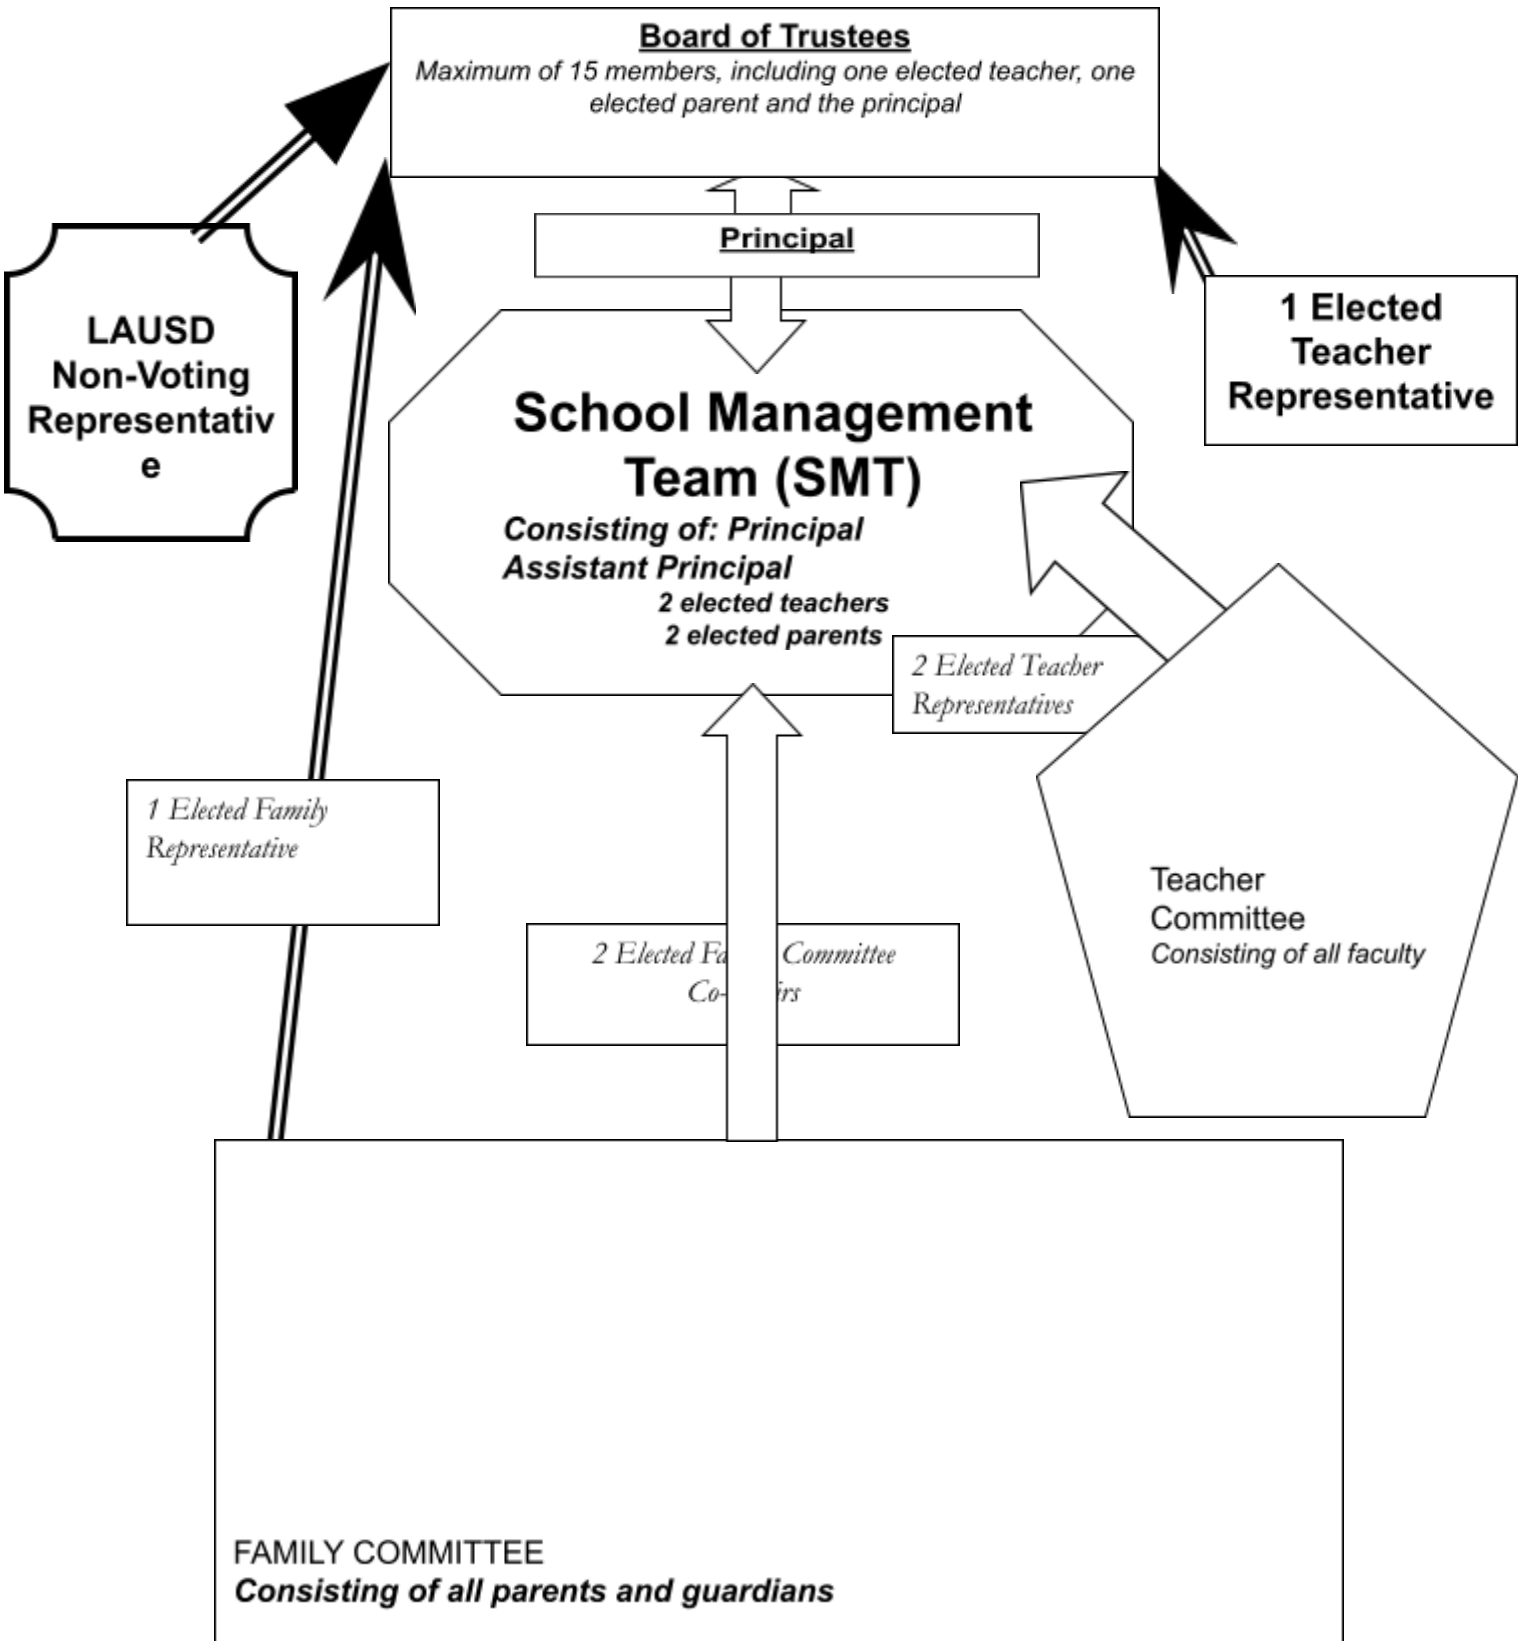 Board of Trustees
Maximum of 15 members, including one elected teacher, one
elected parent and the principal
Principal
LAUSD
Non-Voting
Representativ
e
1 Elected
Teacher
Representative
School Management
Team (SMT)
Consisting of: Principal
Assistant Principal
2 elected teachers
2 elected parents
2 Elected Teacher
Representatives
1 Elected Family
Representative
2 Elected Committee
Teacher
Committee
Consisting of all faculty
FAMILY COMMITTEE
Consisting of all parents and guardians